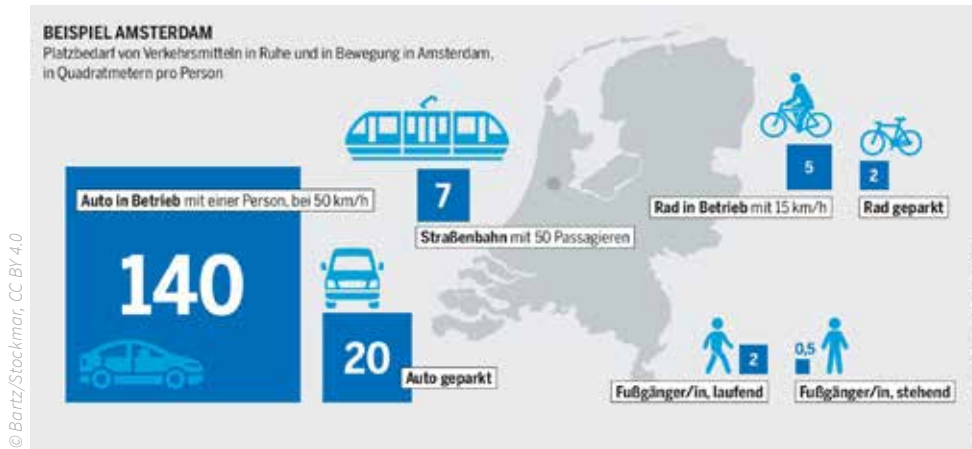 BEISPIEL AMSTERDAM
Platzbedarf von Verkehrsmitteln in Ruhe und in Bewegung in Amsterdam,
in Quadratmetern pro Person
Auto in Betrieb mit einer Person, bei 50 km/h
140
7
Straßenbahn mit 50 Passagieren
20
Auto geparkt
5
Rad in Betrieb mit 15 km/h
2
Rad geparkt
2
Fußgänger/in, laufend
0,5
Fußgänger/in, stehend
© Bartz/Stockmar, CC BY 4.0